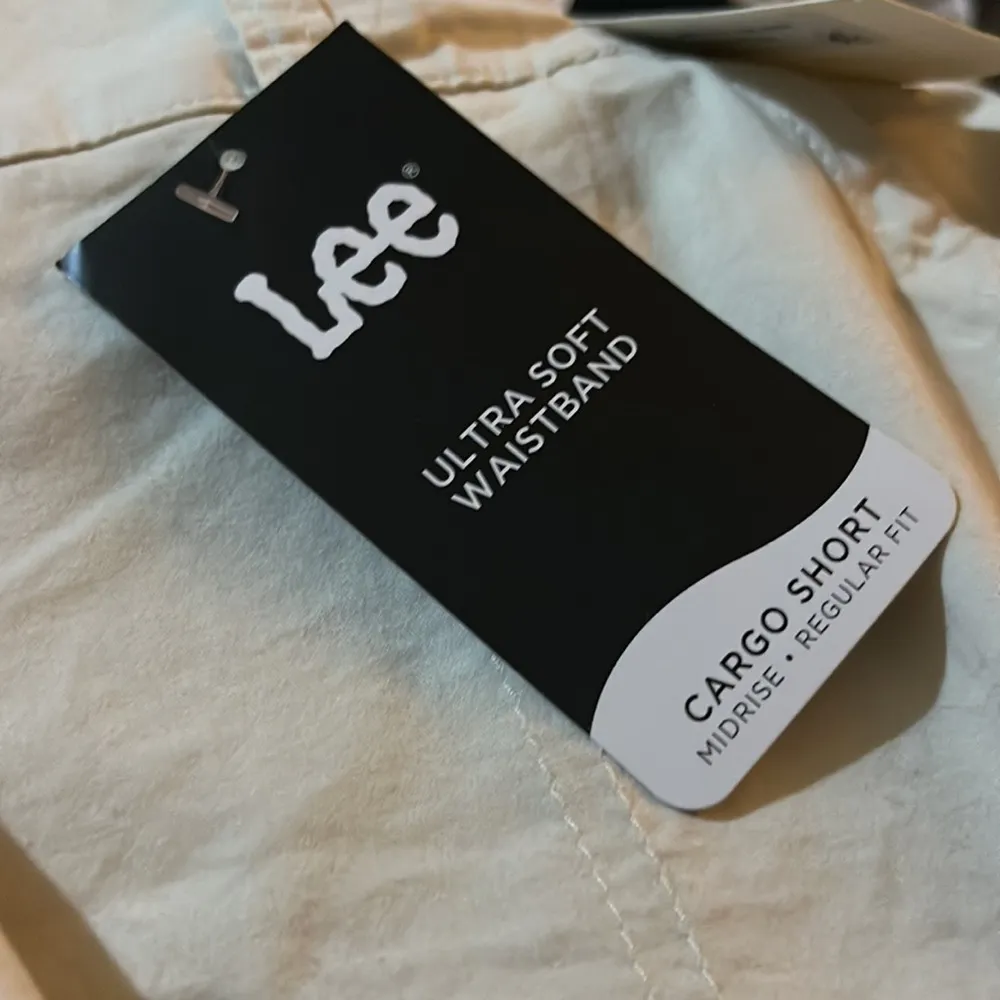 Lee®
ULTRA SOFT
WAISTBAND
CARGO SHORT
MIDRISE • REGULAR FIT